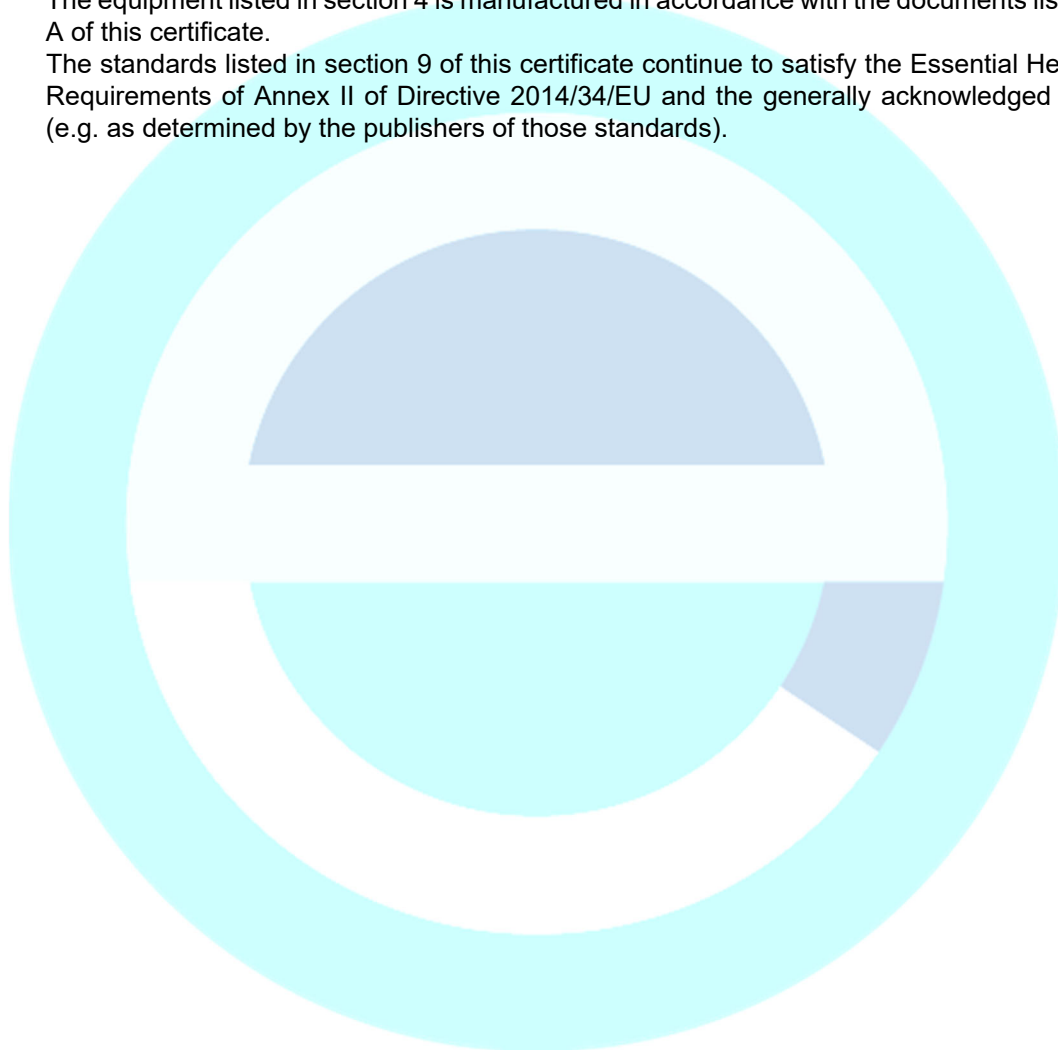 The equipment listed in section 4 is manufactured in accordance with the documents lis
A of this certificate.
The standards listed in section 9 of this certificate continue to satisfy the Essential He
Requirements of Annex II of Directive 2014/34/EU and the generally acknowledged
(e.g. as determined by the publishers of those standards).